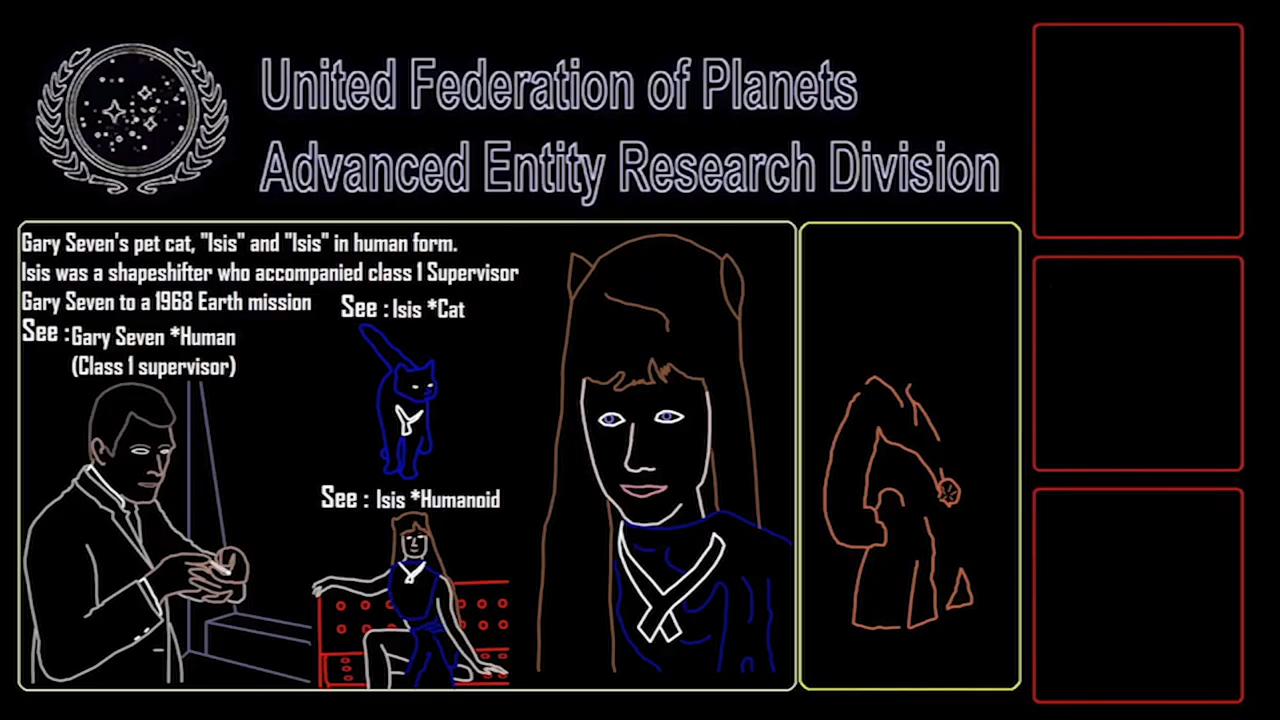 United Federation of Planets
Advanced Entity Research Division
Gary Seven's pet cat, "Isis" and "Isis" in human form.
Isis was a shapeshifter who accompanied class 1 Supervisor
Gary Seven to a 1968 Earth mission
See : Isis *Cat
See : Gary Seven *Human
(Class 1 supervisor)
See : Isis *Humanoid